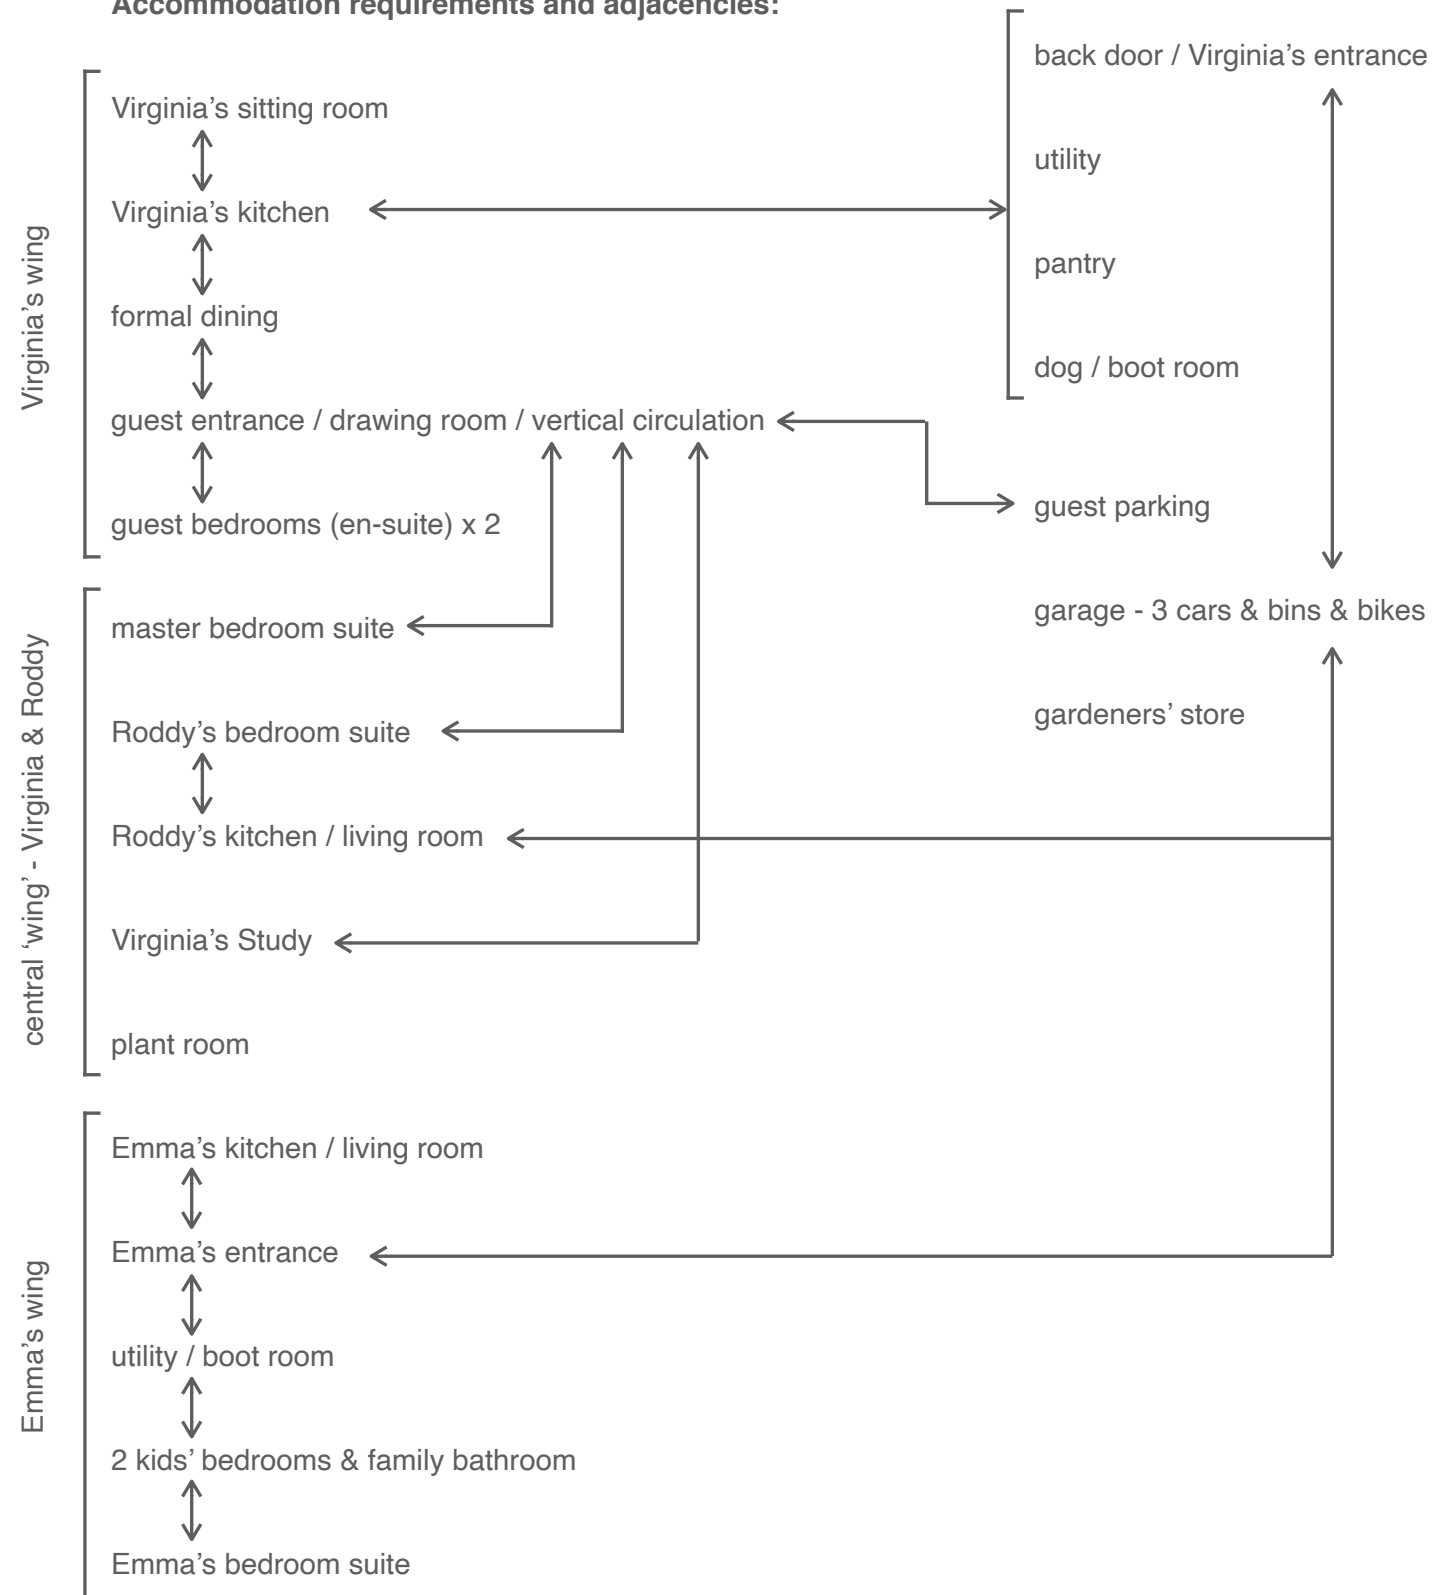 Accommodation requirements and adjacencies:
Virginia’s wing
Virginia’s sitting room
Virginia’s kitchen
formal dining
guest entrance / drawing room / vertical circulation
guest bedrooms (en-suite) x 2
back door / Virginia’s entrance
utility
pantry
dog / boot room
guest parking
garage - 3 cars & bins & bikes
gardeners’ store
central ‘wing’ - Virginia & Roddy
master bedroom suite
Roddy’s bedroom suite
Roddy’s kitchen / living room
Virginia’s Study
plant room
Emma’s wing
Emma’s kitchen / living room
Emma’s entrance
utility / boot room
2 kids’ bedrooms & family bathroom
Emma’s bedroom suite